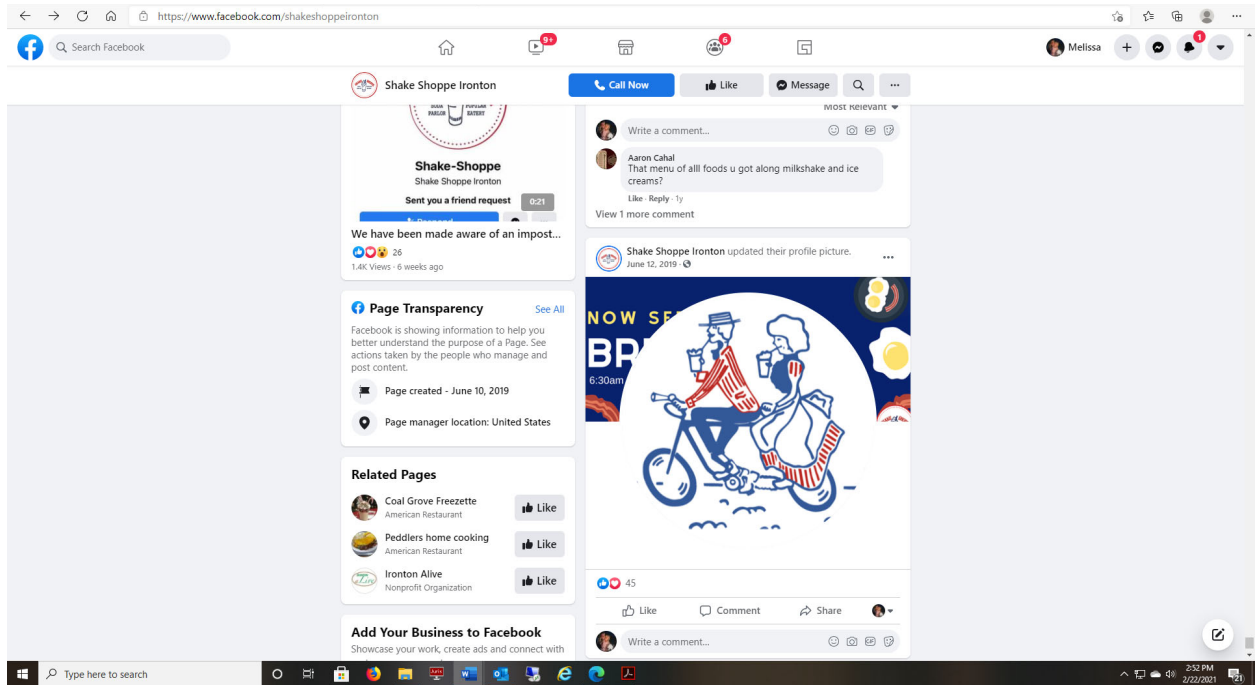 https://www.facebook.com/shakeshoppeironton
Search Facebook
9+
6
Melissa
1
Shake Shoppe Ironton
Call Now
Like
Message
SODA
POPULAR
PARLOR
EATERY
Shake-Shoppe
Shake Shoppe Ironton
Sent you a friend request
0:21
We have been made aware of an impost...
26
1.4K Views · 6 weeks ago
Page Transparency
See All
Facebook is showing information to help you
better understand the purpose of a Page. See
actions taken by the people who manage and
post content.
Page created - June 10, 2019
Page manager location: United States
Related Pages
Coal Grove Freezette
American Restaurant
Like
Peddlers home cooking
American Restaurant
Like
Ironton Alive
Nonprofit Organization
Like
Add Your Business to Facebook
Showcase your work, create ads and connect with
Most Relevant
Write a comment...
GIF
Aaron Cahal
That menu of alll foods u got along milkshake and ice
creams?
Like · Reply · 1y
View 1 more comment
Shake Shoppe Ironton updated their profile picture.
June 12, 2019 ·
NOW SE
BR
6:30am
45
Like
Comment
Share
Write a comment...
GIF
Type here to search
2:52 PM
2/22/2021
21